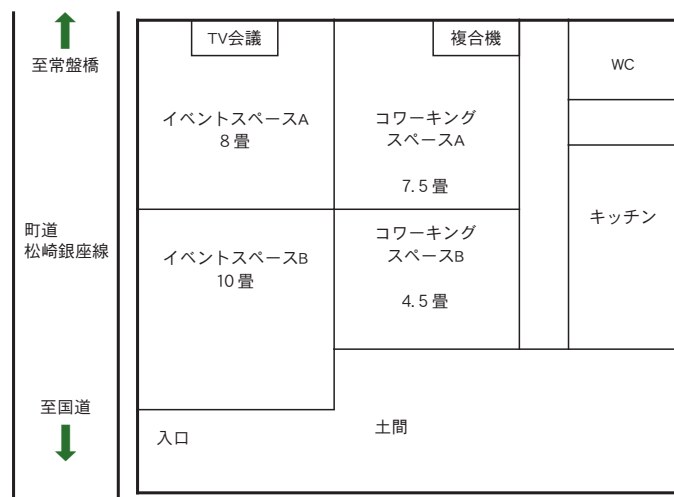 至常盤橋
町道
松崎銀座線
至国道
TV会議
イベントスペースA
8畳
イベントスペースB
10畳
複合機
コワーキング
スペースA
7.5畳
コワーキング
スペースB
4.5畳
WC
キッチン
入口
土間